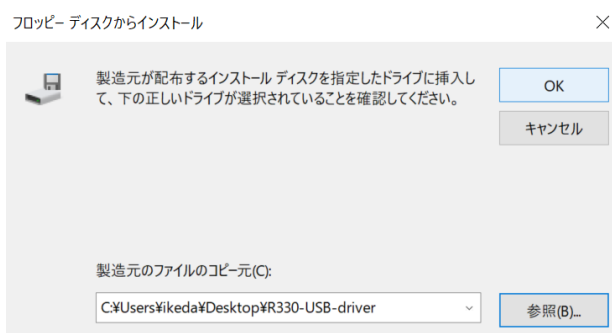 フロッピー ディスクからインストール
製造元が配布するインストール ディスクを指定したドライブに挿入し
て、下の正しいドライブが選択されていることを確認してください。
OK
キャンセル
製造元のファイルのコピー元(C):
C:¥Users¥ikeda¥Desktop¥R330-USB-driver
参照(B)...